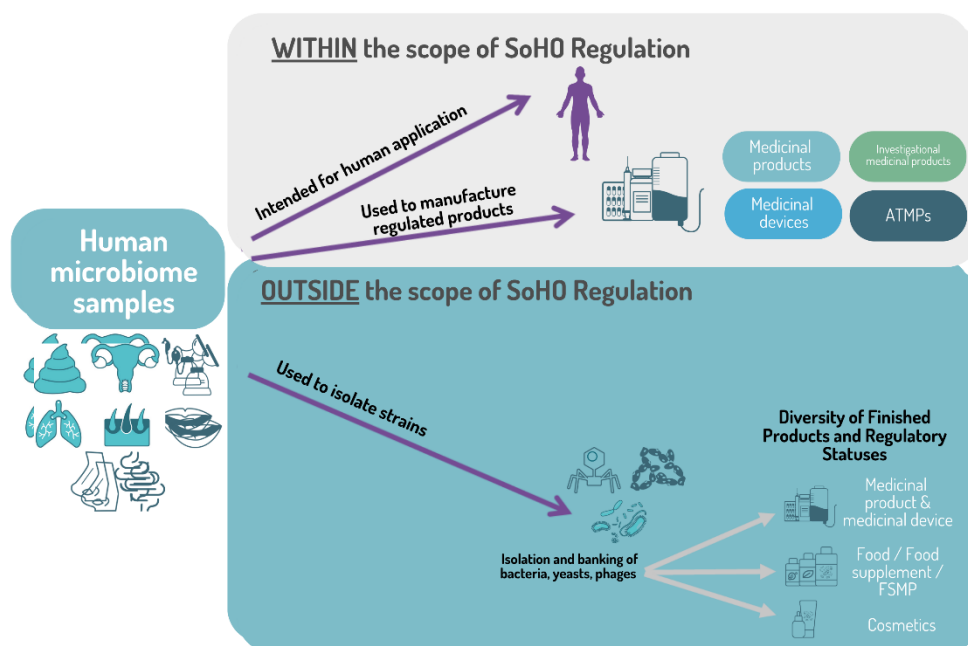 WITHIN the scope of SoHO Regulation
Intended for human application
Used to manufacture
regulated products
Medicinal
products
Investigational
medicinal products
Medicinal
devices
ATMPs
Human
microbiome
samples
OUTSIDE the scope of SoHO Regulation
Used to isolate strains
Isolation and banking of
bacteria, yeasts, phages
Diversity of Finished
Products and Regulatory
Statuses
Medicinal
product &
medicinal device
Food / Food
supplement /
FSMP
Cosmetics